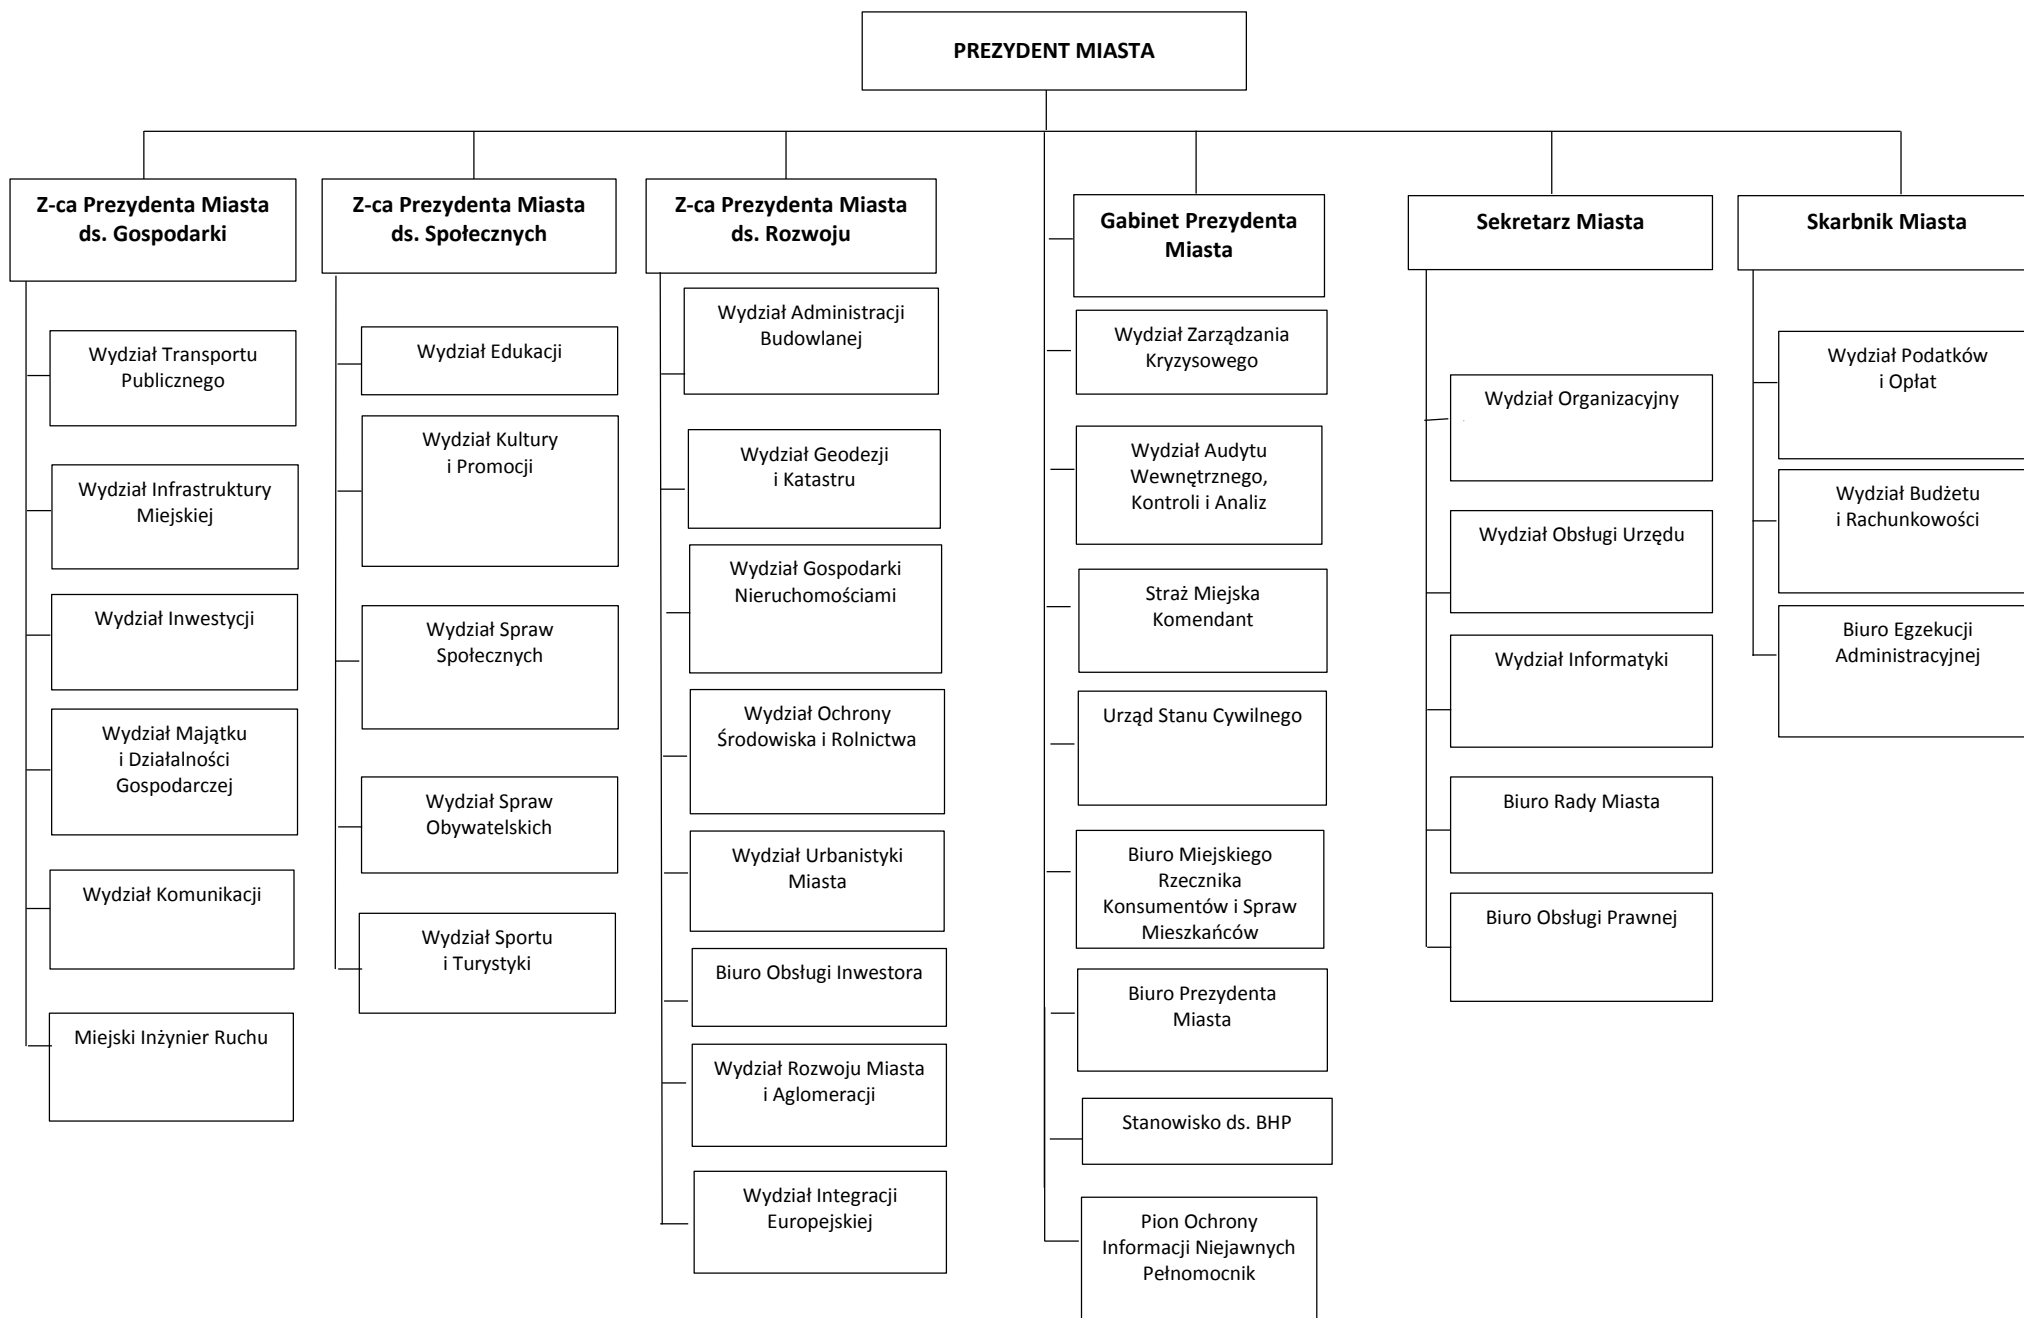 PREZYDENT MIASTA
Z-ca Prezydenta Miasta
ds. Gospodarki
Wydział Transportu
Publicznego
Wydział Infrastruktury
Miejskiej
Wydział Inwestycji
Wydział Majątku
i Działalności
Gospodarczej
Wydział Komunikacji
Miejski Inżynier Ruchu
Z-ca Prezydenta Miasta
ds. Społecznych
Wydział Edukacji
Wydział Kultury
i Promocji
Wydział Spraw
Społecznych
Wydział Spraw
Obywatelskich
Wydział Sportu
i Turystyki
Z-ca Prezydenta Miasta
ds. Rozwoju
Wydział Administracji
Budowlanej
Wydział Geodezji
i Katastru
Wydział Gospodarki
Nieruchomościami
Wydział Ochrony
Środowiska i Rolnictwa
Wydział Urbanistyki
Miasta
Biuro Obsługi Inwestora
Wydział Rozwoju Miasta
i Aglomeracji
Wydział Integracji
Europejskiej
Gabinet Prezydenta
Miasta
Wydział Zarządzania
Kryzysowego
Wydział Audytu
Wewnętrznego,
Kontroli i Analiz
Straż Miejska
Komendant
Urząd Stanu Cywilnego
Biuro Miejskiego
Rzecznika
Konsumentów i Spraw
Mieszkańców
Biuro Prezydenta
Miasta
Stanowisko ds. BHP
Pion Ochrony
Informacji Niejawnych
Pełnomocnik
Sekretarz Miasta
Wydział Organizacyjny
Wydział Obsługi Urzędu
Wydział Informatyki
Biuro Rady Miasta
Biuro Obsługi Prawnej
Skarbnik Miasta
Wydział Podatków
i Opłat
Wydział Budżetu
i Rachunkowości
Biuro Egzekucji
Administracyjnej